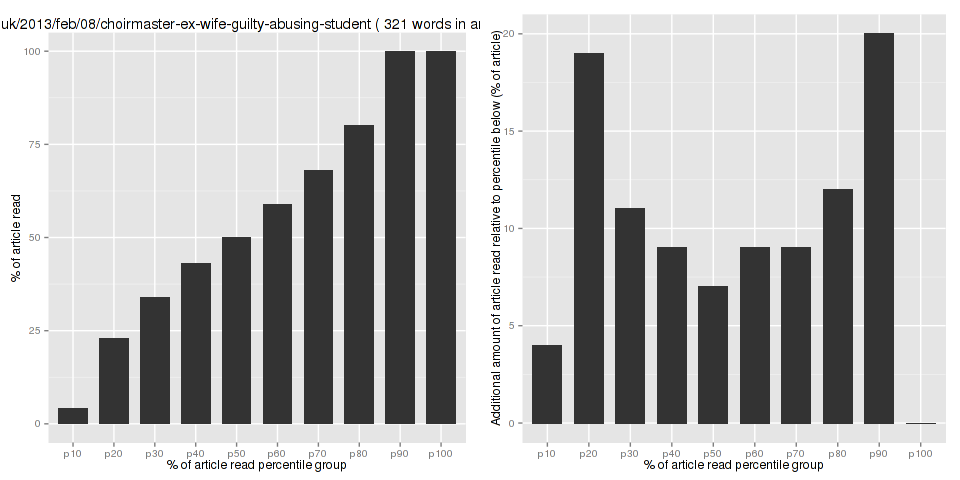 uk/2013/feb/08/choirmaster-ex-wife-guilty-abusing-student ( 321 words in ar
% of article read
100
75
50
25
0
p10 p20 p30 p40 p50 p60 p70 p80 p90 p100
% of article read percentile group
Additional amount of article read relative to percentile below (% of article)
20
15
10
5
0
p10 p20 p30 p40 p50 p60 p70 p80 p90 p100
% of article read percentile group